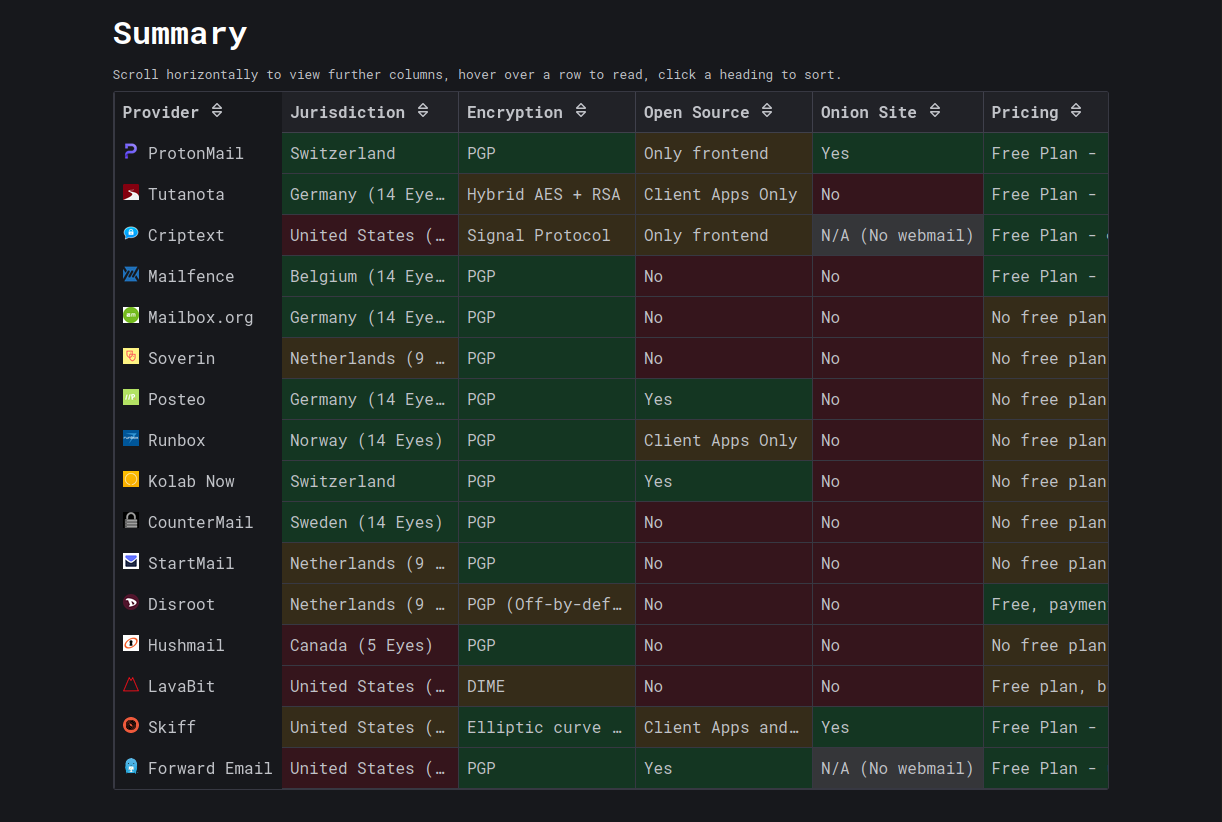 Summary
Scroll horizontally to view further columns, hover over a row to read, click a heading to sort.
Provider Jurisdiction Encryption Open Source Onion Site Pricing
ProtonMail Switzerland PGP Only frontend Yes Free Plan -
Tutanota Germany (14 Eye… Hybrid AES + RSA Client Apps Only No Free Plan -
Criptext United States (… Signal Protocol Only frontend N/A (No webmail) Free Plan -
Mailfence Belgium (14 Eye… PGP No No Free Plan -
Mailbox.org Germany (14 Eye… PGP No No No free plan
Soverin Netherlands (9 … PGP No No No free plan
Posteo Germany (14 Eye… PGP Yes No No free plan
Runbox Norway (14 Eyes) PGP Client Apps Only No No free plan
Kolab Now Switzerland PGP Yes No No free plan
CounterMail Sweden (14 Eyes) PGP No No No free plan
StartMail Netherlands (9 … PGP No No No free plan
Disroot Netherlands (9 … PGP (Off-by-def… No No Free, paymen
Hushmail Canada (5 Eyes) PGP No No No free plan
LavaBit United States (… DIME No No Free plan, b
Skiff United States (… Elliptic curve … Client Apps and… Yes Free Plan -
Forward Email United States (… PGP Yes N/A (No webmail) Free Plan -